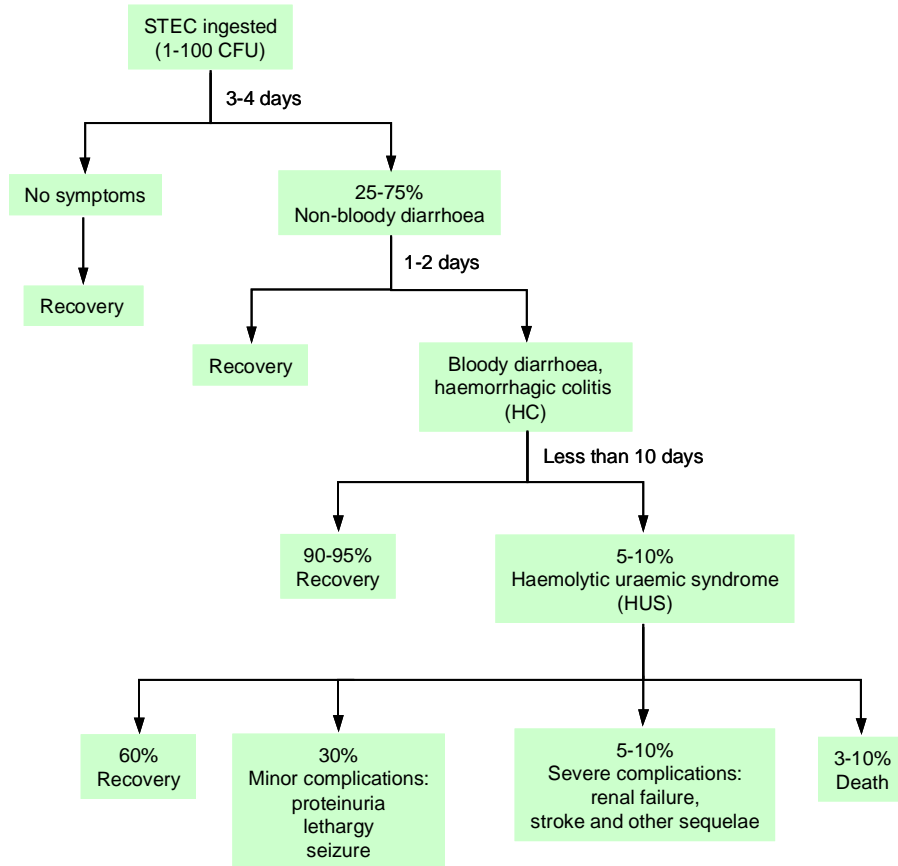 STEC ingested
(1-100 CFU)
3-4 days
No symptoms
25-75%
Non-bloody diarrhoea
1-2 days
Recovery
Recovery
Bloody diarrhoea,
haemorrhagic colitis
(HC)
Less than 10 days
90-95%
Recovery
5-10%
Haemolytic uraemic syndrome
(HUS)
60%
Recovery
30%
Minor complications:
proteinuria
lethargy
seizure
5-10%
Severe complications:
renal failure,
stroke and other sequelae
3-10%
Death